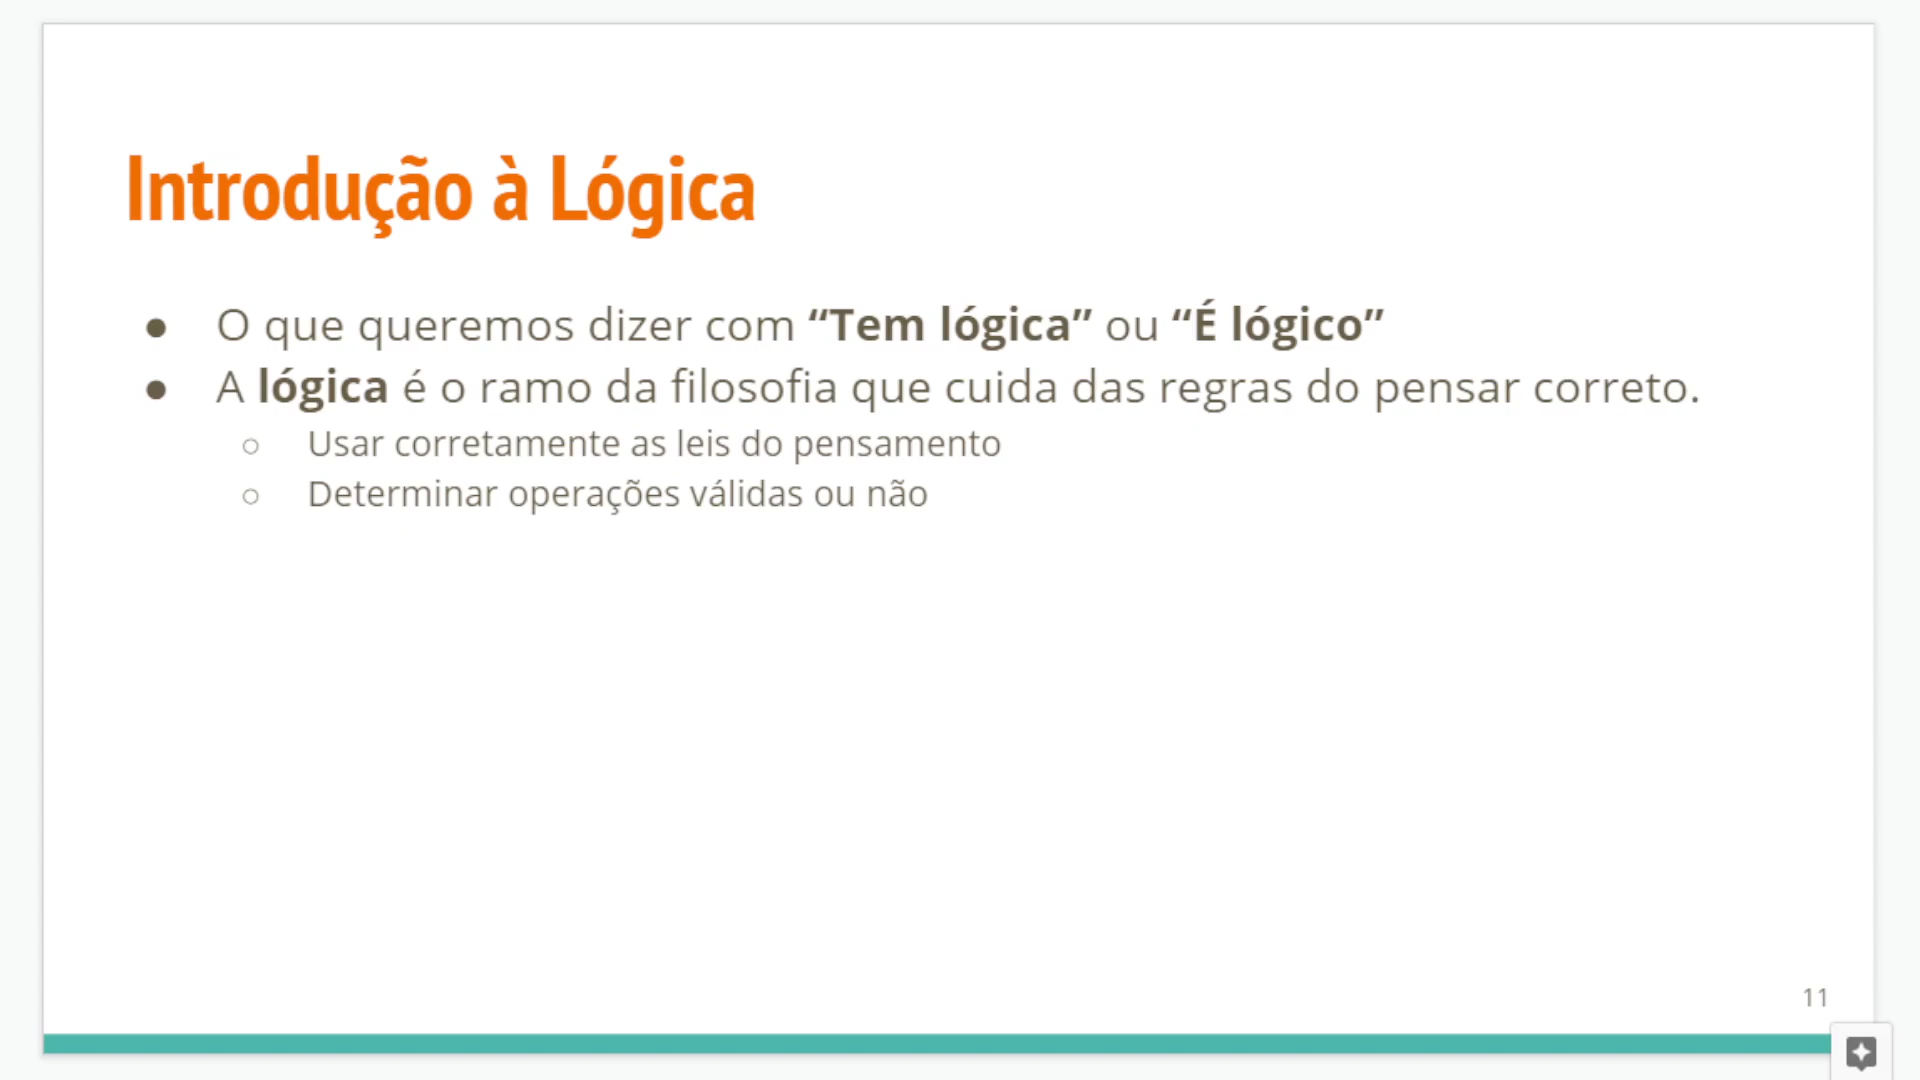 Introdução à Lógica
● O que queremos dizer com “Tem lógica” ou “É lógico”
● A lógica é o ramo da filosofia que cuida das regras do pensar correto.
○ Usar corretamente as leis do pensamento
○ Determinar operações válidas ou não
11